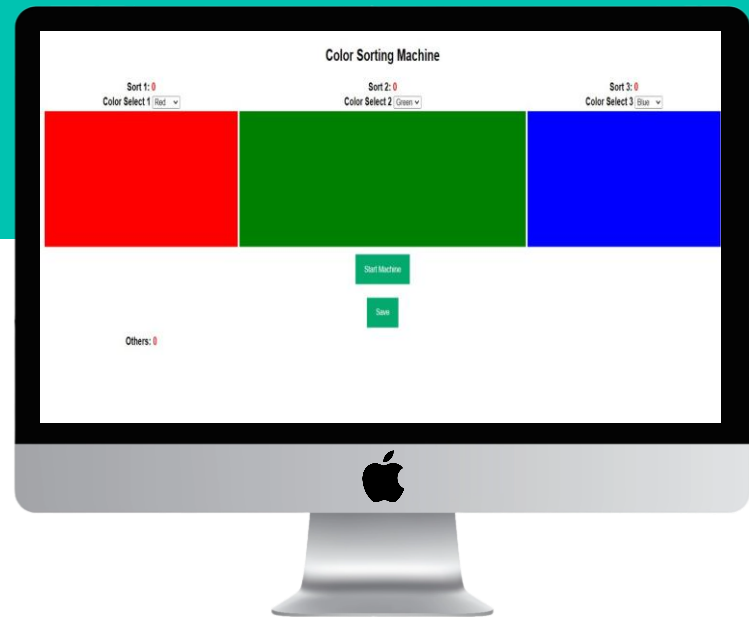 Color Sorting Machine
Sort 1: 0 Sort 2: 0 Sort 3: 0
Color Select 1 Red Color Select 2 Green Color Select 3 Blue
Start Machine
Save
Others: 0